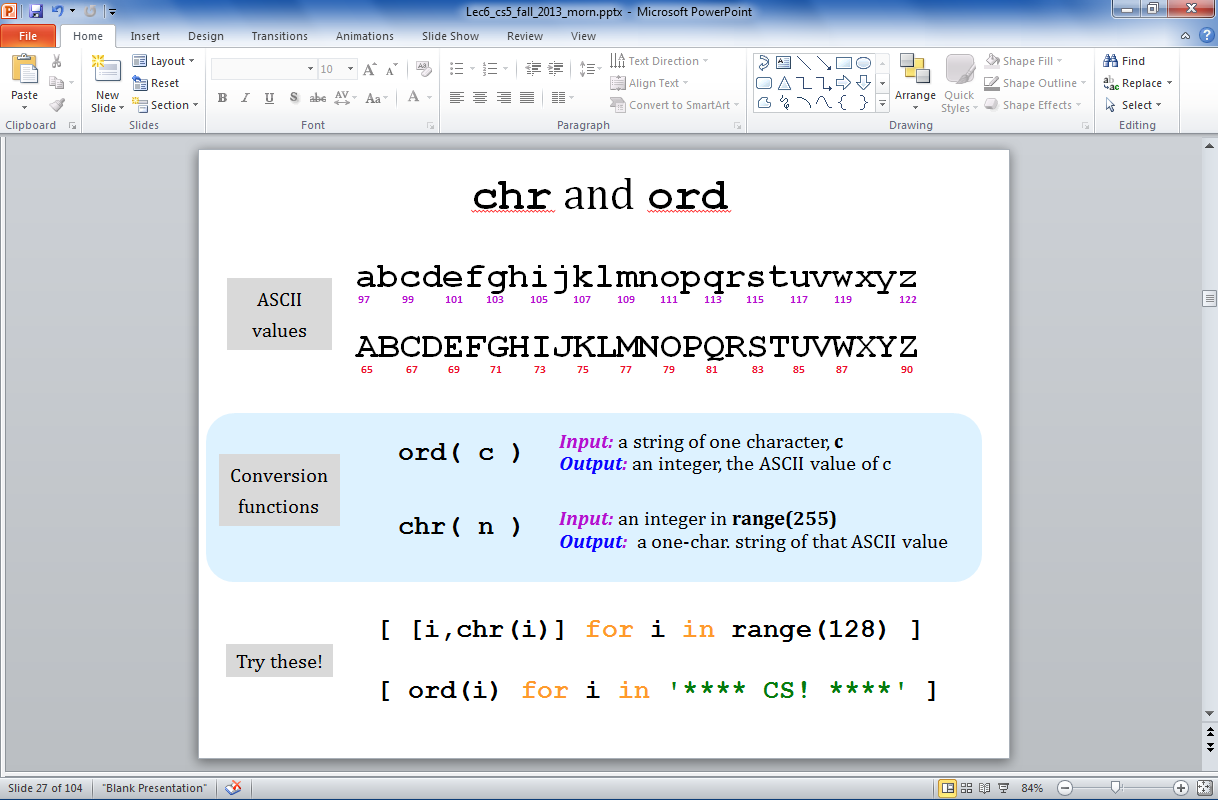 Lec6_cs5_fall_2013_morn.pptx - Microsoft PowerPoint
File Home Insert Design Transitions Animations Slide Show Review View
Paste
New Slide
Layout
Reset
Section
10
B I U S abc AV Aa A
Text Direction
Align Text
Convert to SmartArt
Arrange
Quick Styles
Shape Fill
Shape Outline
Shape Effects
Find
Replace
Select
Clipboard Slides Font Paragraph Drawing Editing
chr and ord
ASCII
values
abcdefghijklmnopqrstuvwxyz
97 99 101 103 105 107 109 111 113 115 117 119 122
ABCDEFGHIJKLMNOPQRSTUVWXYZ
65 67 69 71 73 75 77 79 81 83 85 87 90
Conversion
functions
ord( c )
Input: a string of one character, c
Output: an integer, the ASCII value of c
chr( n )
Input: an integer in range(255)
Output: a one-char. string of that ASCII value
Try these!
[ [i,chr(i)] for i in range(128) ]
[ ord(i) for i in '**** CS! ****' ]
Slide 27 of 104 "Blank Presentation" 84%